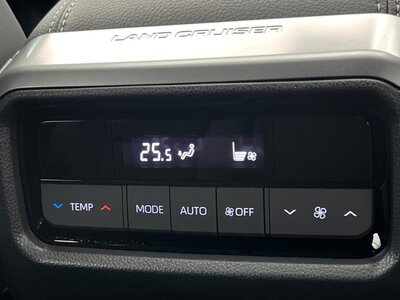 LAND CRUISER
25.5
TEMP MODE AUTO OFF